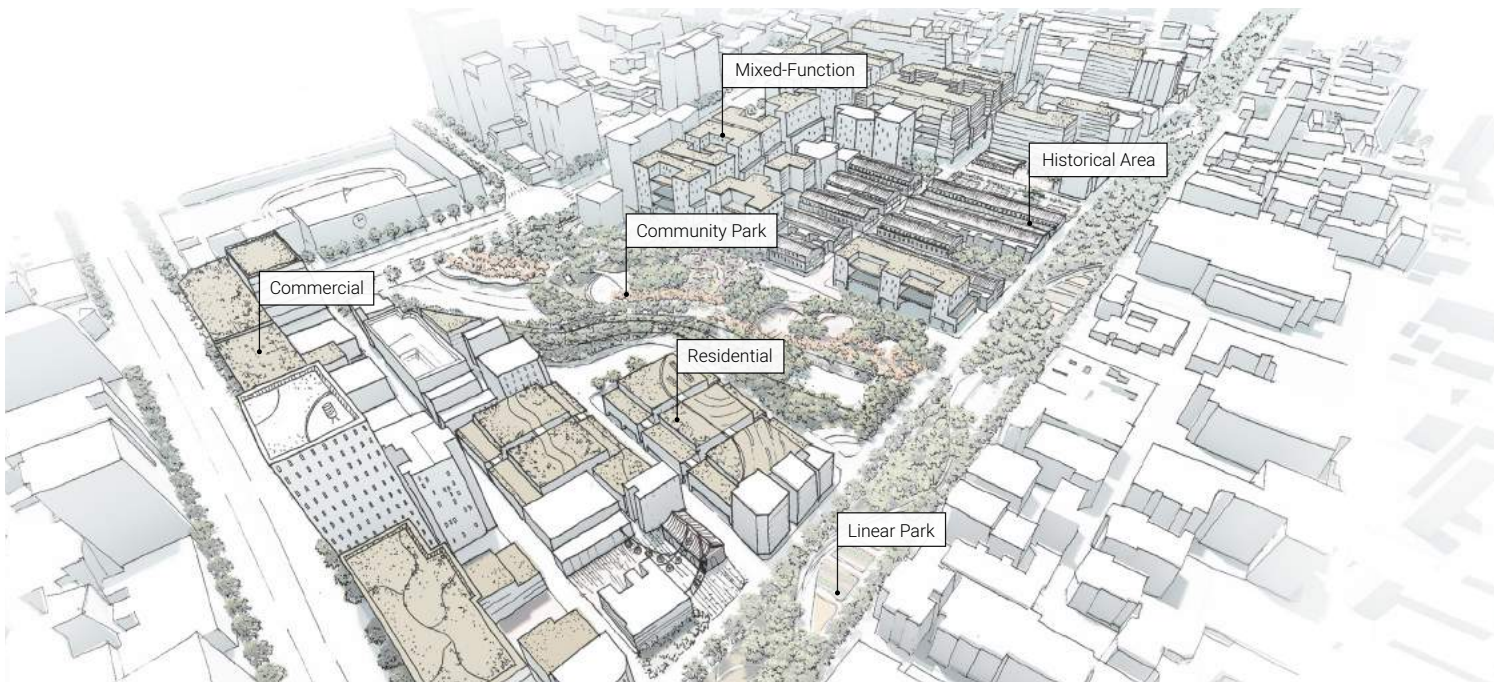 Mixed-Function
Historical Area
Community Park
Commercial
Residential
Linear Park